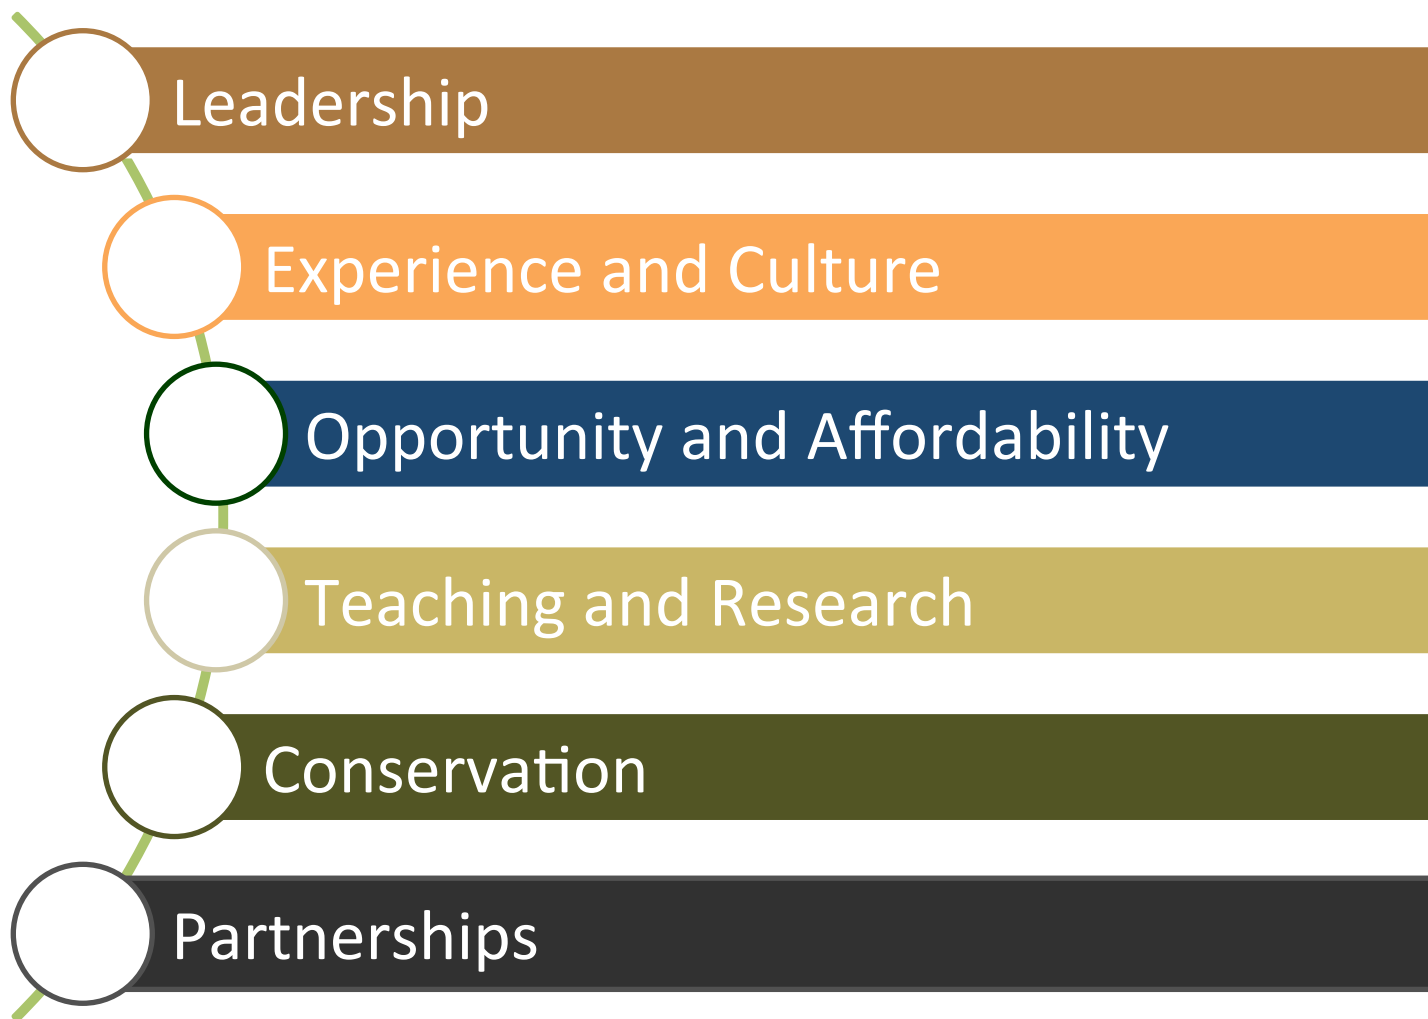 Leadership
Experience and Culture
Opportunity and Affordability
Teaching and Research
Conservation
Partnerships